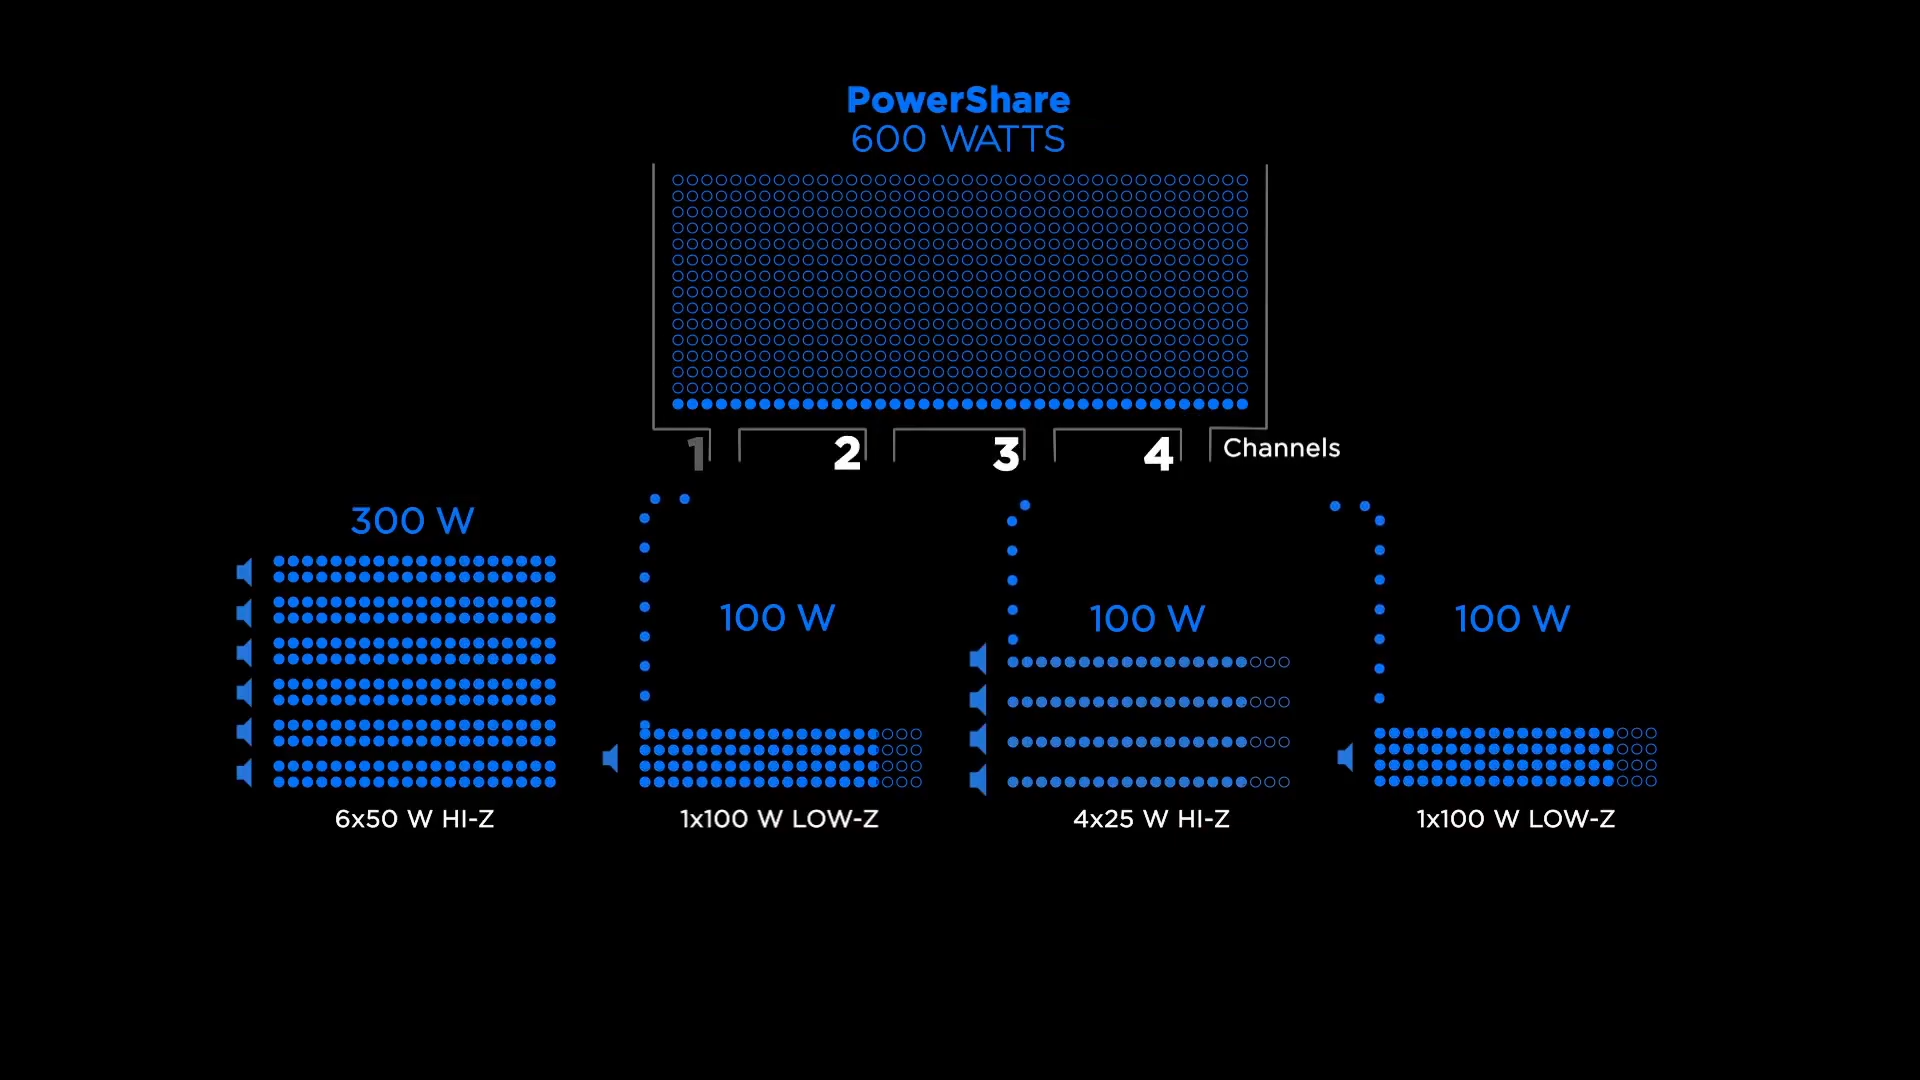 PowerShare
600 WATTS
1
2
3
4
Channels
300 W
100 W
100 W
100 W
6x50 W HI-Z
1x100 W LOW-Z
4x25 W HI-Z
1x100 W LOW-Z